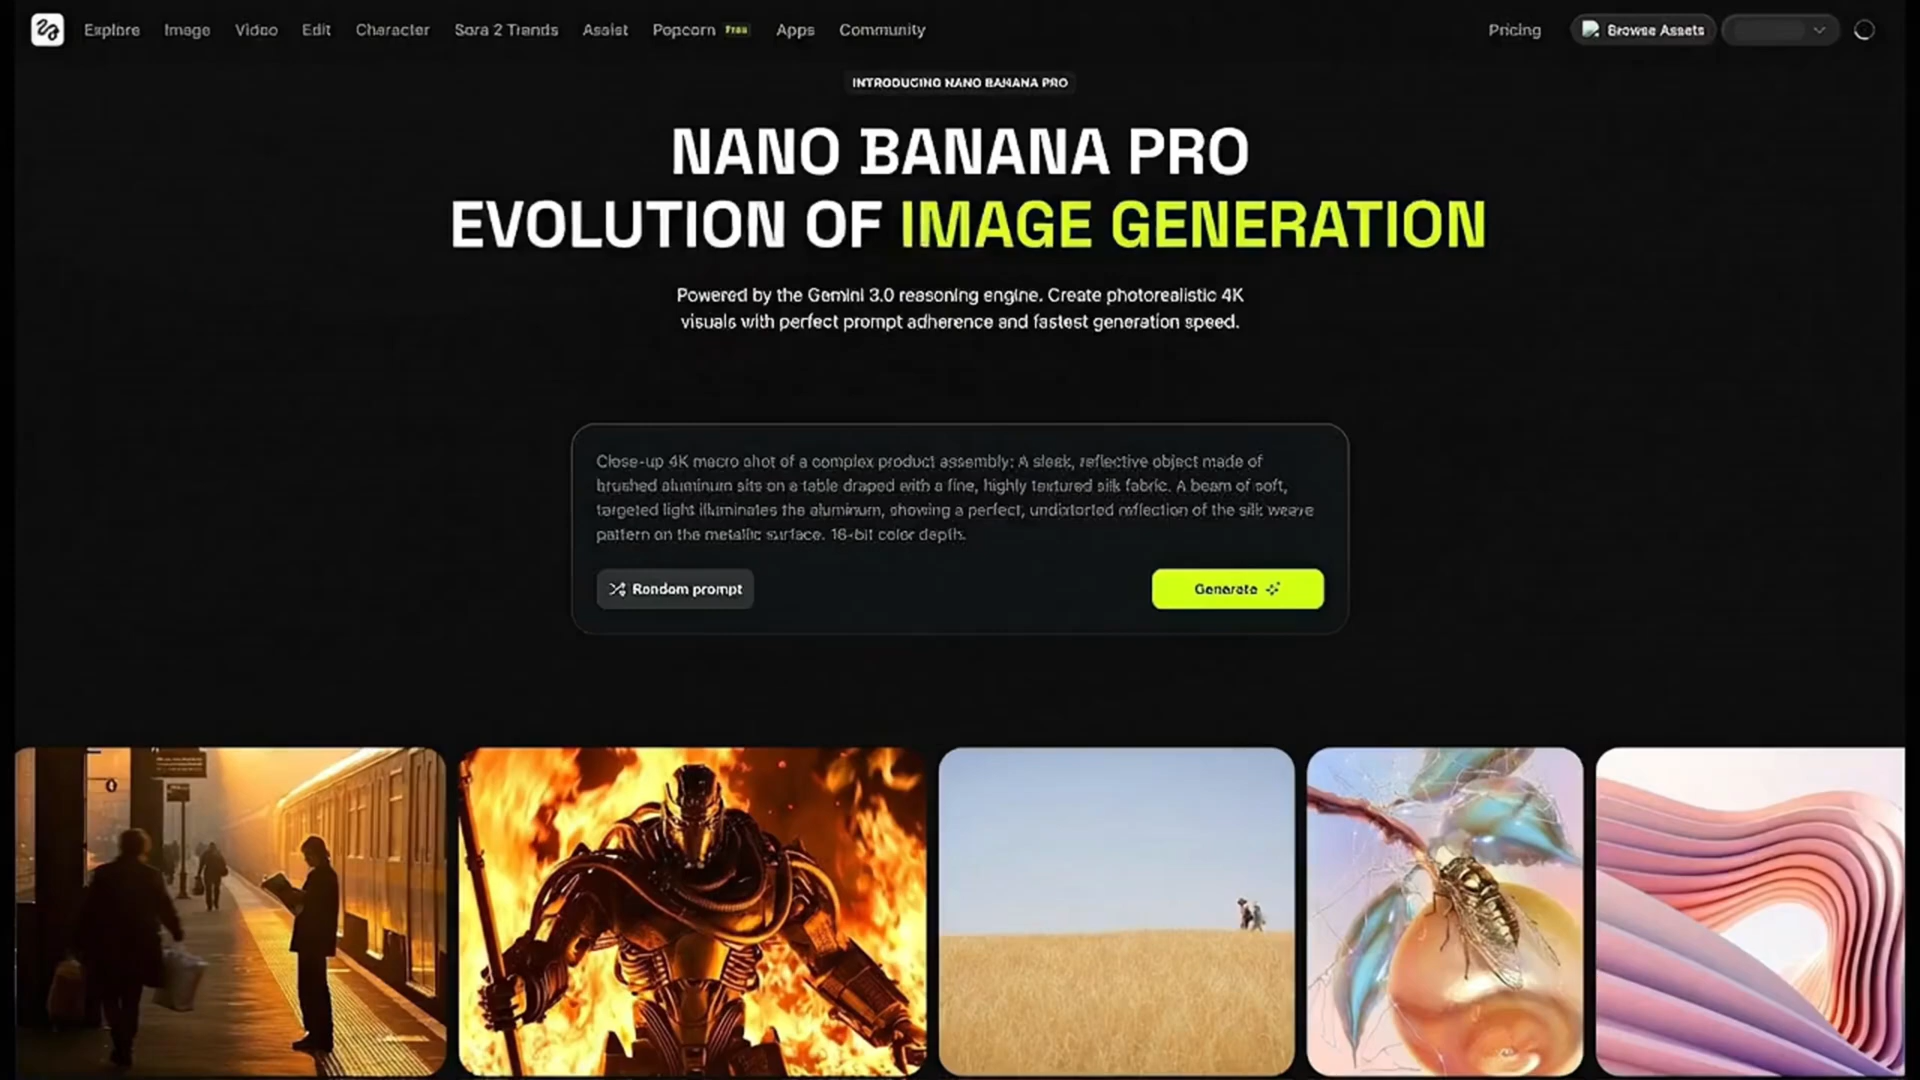 Explore Image Video Edit Character Sora 2 Trends Assist Popcorn Free Apps Community Pricing Browse Assets
INTRODUCING NANO BANANA PRO
NANO BANANA PRO
EVOLUTION OF IMAGE GENERATION
Powered by the Gemini 3.0 reasoning engine. Create photorealistic 4K
visuals with perfect prompt adherence and fastest generation speed.
Close-up 4K macro shot of a complex product assembly: A sleek, reflective object made of
brushed aluminum sits on a table draped with a fine, highly textured silk fabric. A beam of soft,
targeted light illuminates the aluminum, showing a perfect, undistorted reflection of the silk weave
pattern on the metallic surface. 16-bit color depth.
Random prompt
Generate